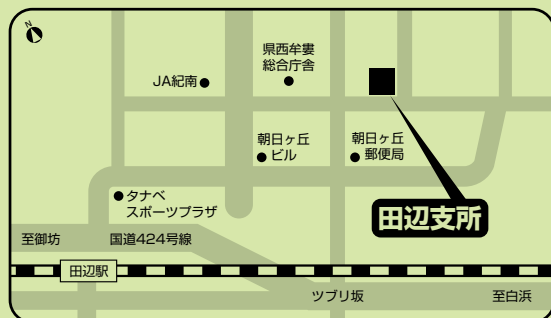 N
県西牟婁
総合庁舎
JA紀南
朝日ヶ丘
ビル
朝日ヶ丘
郵便局
タナベ
スポーツプラザ
田辺支所
至御坊
国道424号線
田辺駅
ツブリ坂
至白浜